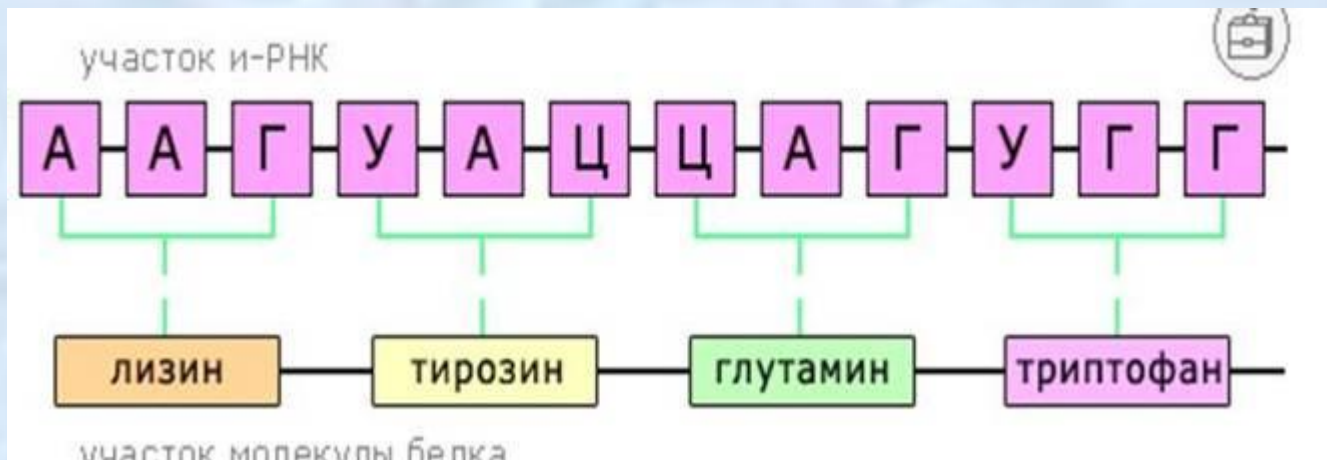 участок и-РНК
А А Г У А Ц Ц А Г У Г Г
лизин тирозин глутамин триптофан
участок молекулы белка